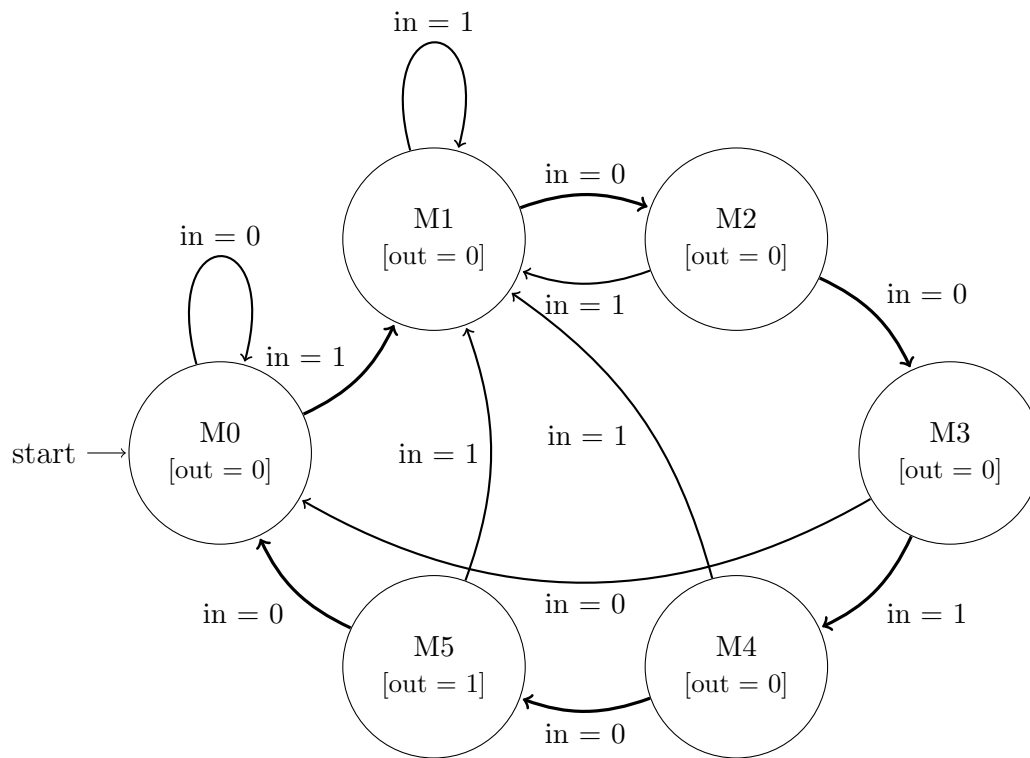 in = 1
in = 0
M1
[out = 0]
M2
[out = 0]
in = 0
in = 1
in = 0
in = 1
start
M0
[out = 0]
in = 1
in = 1
M3
[out = 0]
in = 0
in = 0
in = 1
M5
[out = 1]
M4
[out = 0]
in = 0